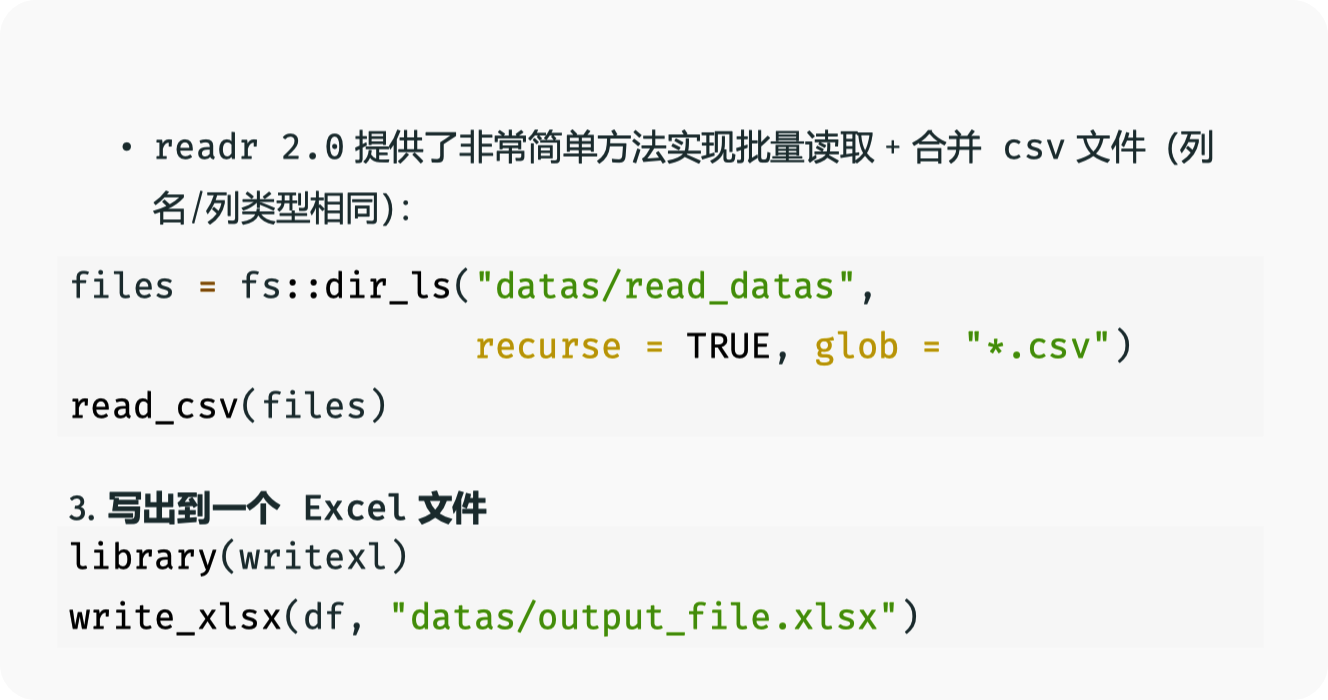 • readr 2.0 提供了非常简单方法实现批量读取 + 合并 csv 文件 (列
名/列类型相同):
files = fs::dir_ls("datas/read_datas",
recurse = TRUE, glob = "*.csv")
read_csv(files)
3. 写出到一个 Excel 文件
library(writexl)
write_xlsx(df, "datas/output_file.xlsx")